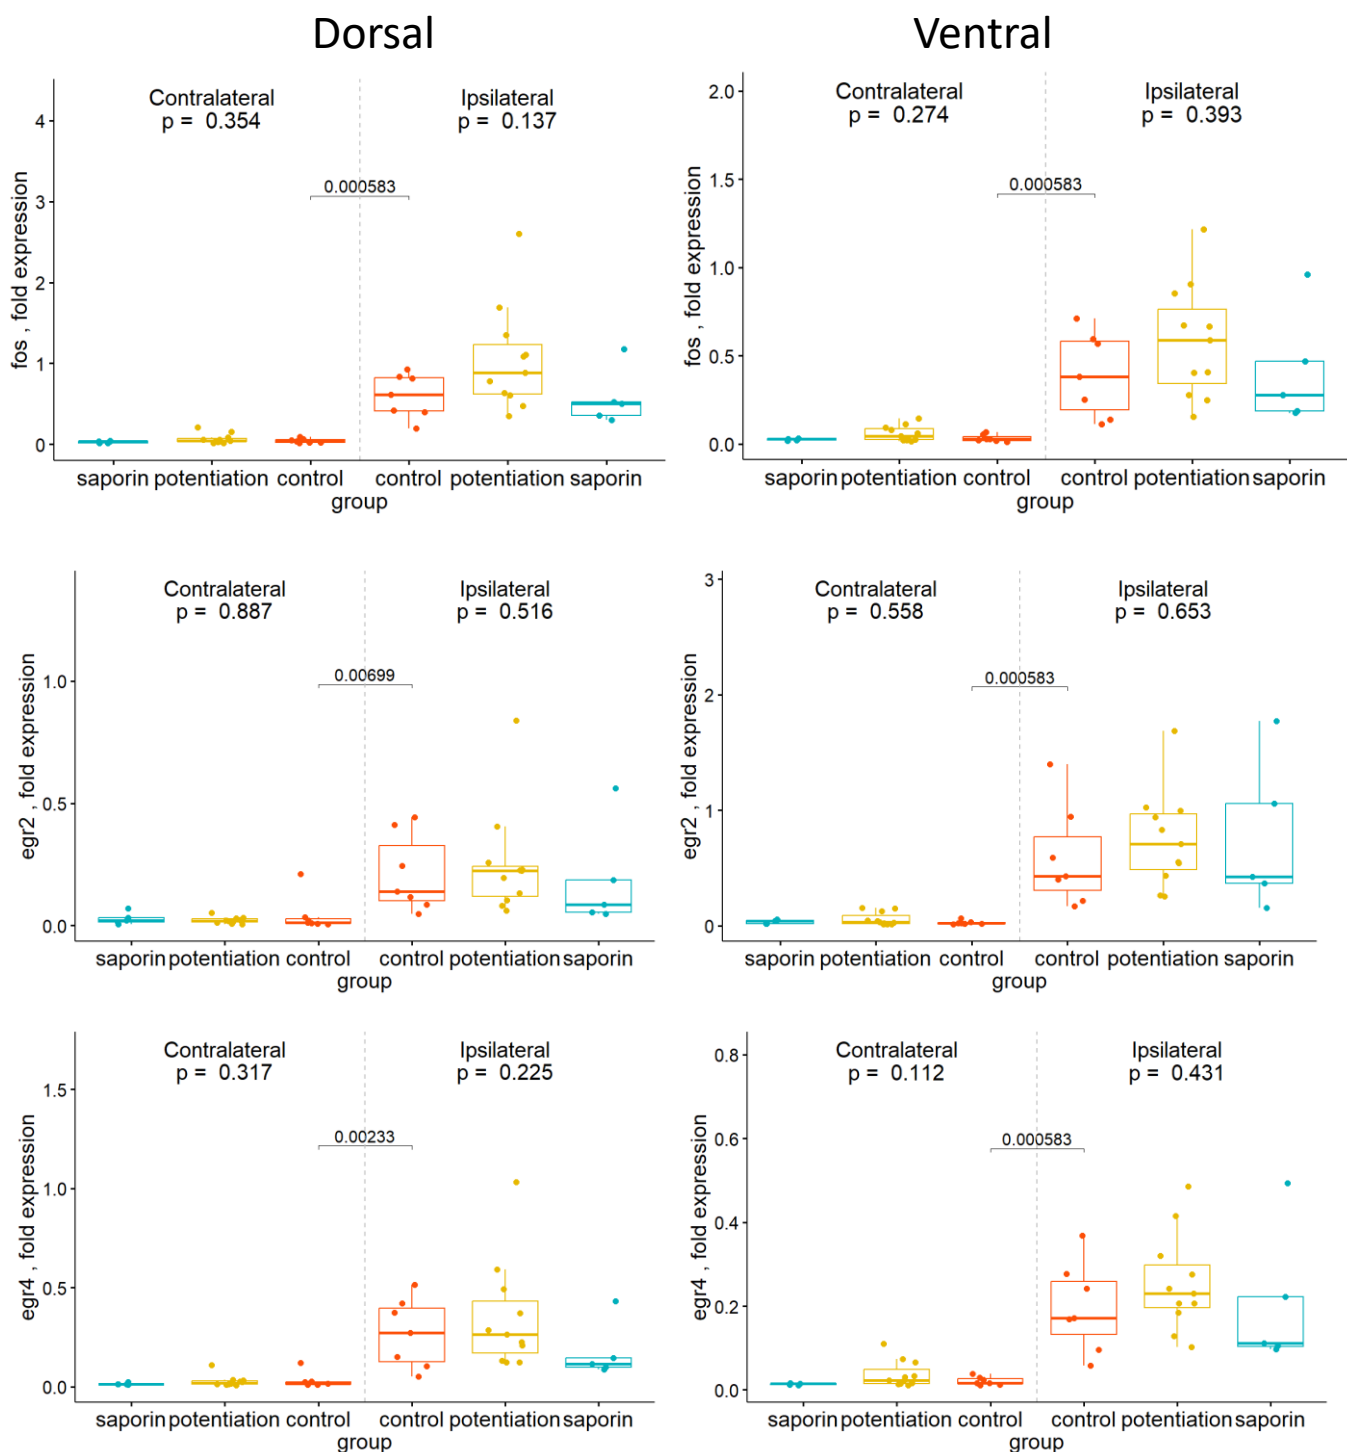 Dorsal
Ventral
Contralateral
p = 0.354
Ipsilateral
p = 0.137
0.000583
4
3
2
1
0
fos , fold expression
saporin potentiation control control potentiation saporin
group
Contralateral
p = 0.274
Ipsilateral
p = 0.393
0.000583
2.0
1.5
1.0
0.5
0.0
fos , fold expression
saporin potentiation control control potentiation saporin
group
Contralateral
p = 0.887
Ipsilateral
p = 0.516
0.00699
1.0
0.5
0.0
egr2 , fold expression
saporin potentiation control control potentiation saporin
group
Contralateral
p = 0.558
Ipsilateral
p = 0.653
0.000583
3
2
1
0
egr2 , fold expression
saporin potentiation control control potentiation saporin
group
Contralateral
p = 0.317
Ipsilateral
p = 0.225
0.00233
1.5
1.0
0.5
0.0
egr4 , fold expression
saporin potentiation control control potentiation saporin
group
Contralateral
p = 0.112
Ipsilateral
p = 0.431
0.000583
0.8
0.6
0.4
0.2
0.0
egr4 , fold expression
saporin potentiation control control potentiation saporin
group